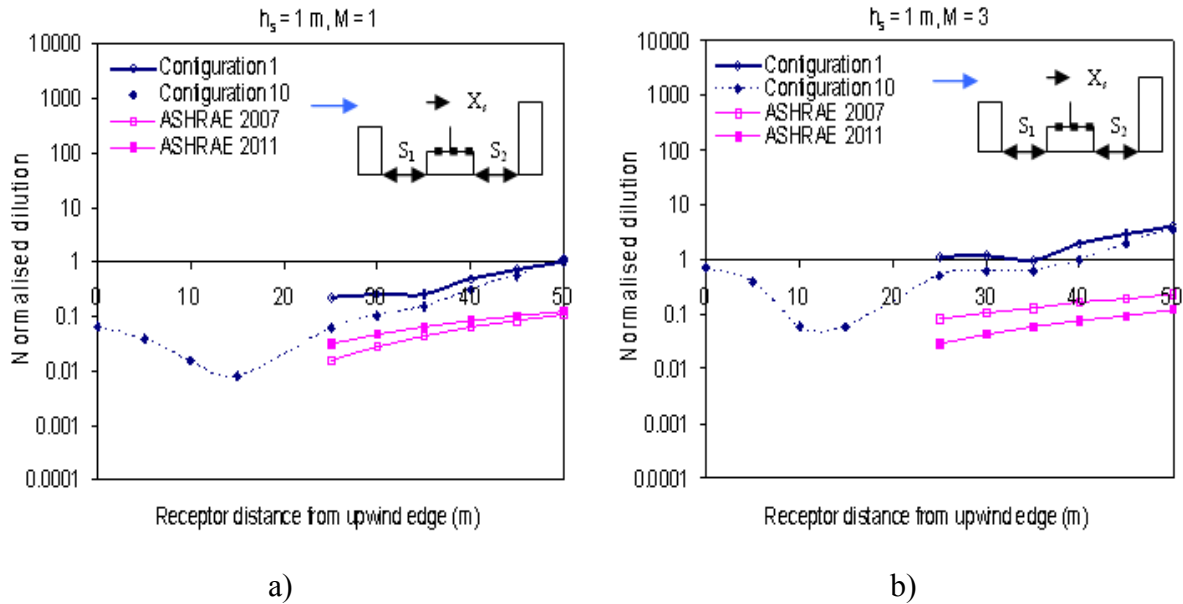 hs = 1 m, M = 1
10000
1000
100
10
1
0.1
0.01
0.001
0.0001
Normalised dilution
Configuration 1
Configuration 10
ASHRAE 2007
ASHRAE 2011
Xs
S1
S2
0
10
20
30
40
50
Receptor distance from upwind edge (m)
a)
hs = 1 m, M = 3
10000
1000
100
10
1
0.1
0.01
0.001
0.0001
Normalised dilution
Configuration 1
Configuration 10
ASHRAE 2007
ASHRAE 2011
Xs
S1
S2
0
10
20
30
40
50
Receptor distance from upwind edge (m)
b)